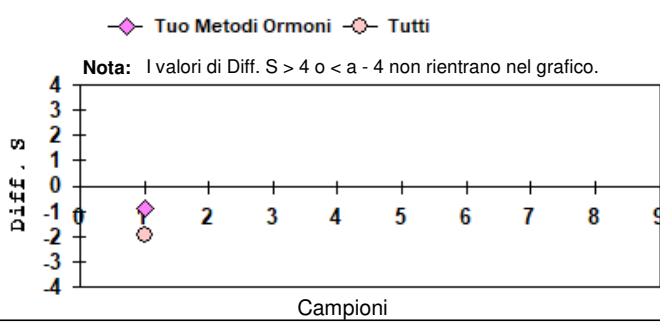 Tuo Metodi Ormoni Tutti
Nota: I valori di Diff. S > 4 o < a - 4 non rientrano nel grafico.
4
3
2
1
0
-1
-2
-3
-4
Diff. S
0 1 2 3 4 5 6 7 8 9
Campioni